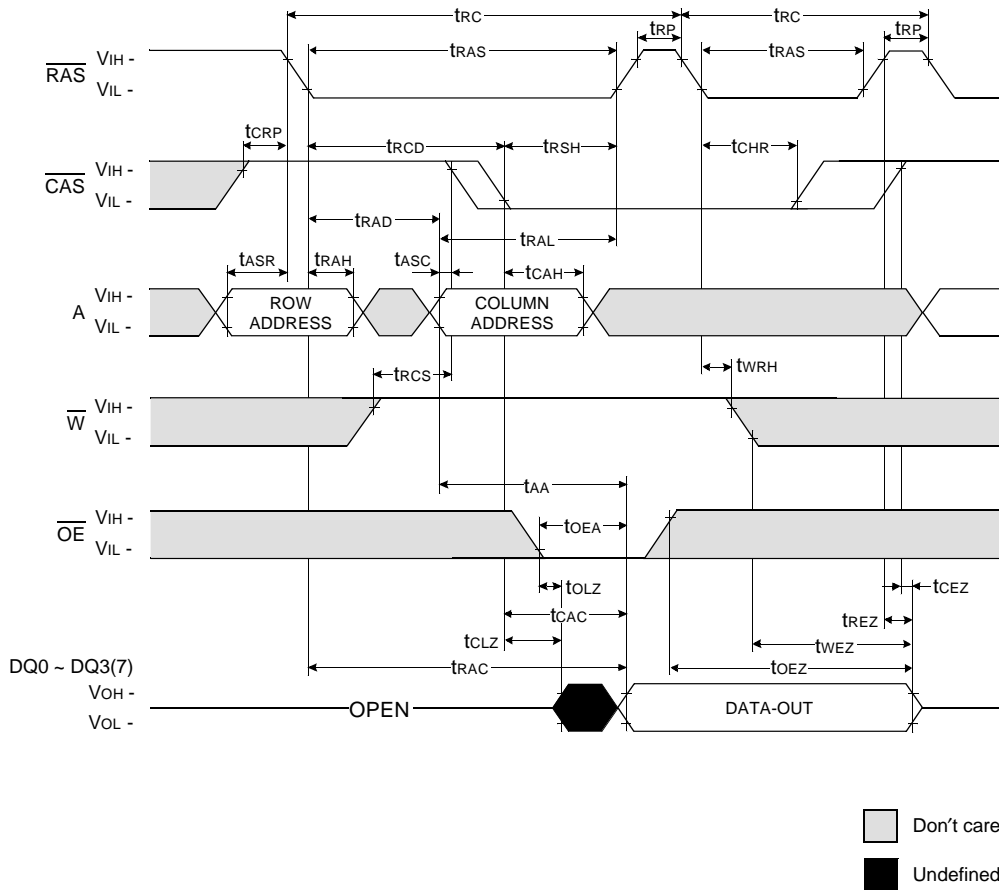 tRC tRC
tRP tRP
tRAS tRAS
RAS VIH -
VIL -
tCRP tRCD tRSH tCHR
CAS VIH -
VIL -
tRAD
tRAL
tASR tRAH tASC tCAH
A VIH -
VIL -
ROW
ADDRESS
COLUMN
ADDRESS
tRCS tWRH
W VIH -
VIL -
tAA
OE VIH -
VIL -
tOEA
tOLZ tCEZ
tCAC tREZ
tCLZ tWEZ
DQ0 ~ DQ3(7) tRAC tOEZ
VOH -
VOL -
OPEN DATA-OUT
Don't care
Undefined